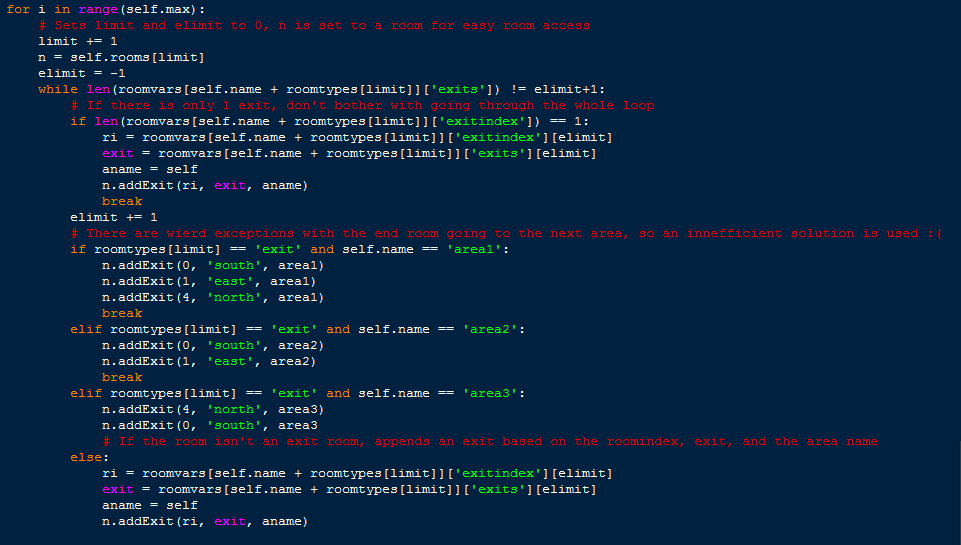 for i in range(self.max):
    # Sets limit and elimit to 0, n is set to a room for easy room access
    limit += 1
    n = self.rooms[limit]
    elimit = -1
    while len(roomvars[self.name + roomtypes[limit]]['exits']) != elimit+1:
        # If there is only 1 exit, don't bother with going through the whole loop
        if len(roomvars[self.name + roomtypes[limit]]['exitindex']) == 1:
            ri = roomvars[self.name + roomtypes[limit]]['exitindex'][elimit]
            exit = roomvars[self.name + roomtypes[limit]]['exits'][elimit]
            aname = self
            n.addExit(ri, exit, aname)
            break
        elimit += 1
        # There are wierd exceptions with the end room going to the next area, so an innefficient solution is used :(
        if roomtypes[limit] == 'exit' and self.name == 'area1':
            n.addExit(0, 'south', area1)
            n.addExit(1, 'east', area1)
            n.addExit(4, 'north', area1)
            break
        elif roomtypes[limit] == 'exit' and self.name == 'area2':
            n.addExit(0, 'south', area2)
            n.addExit(1, 'east', area2)
            break
        elif roomtypes[limit] == 'exit' and self.name == 'area3':
            n.addExit(4, 'north', area3)
            n.addExit(0, 'south', area3
            # If the room isn't an exit room, appends an exit based on the roomindex, exit, and the area name
        else:
            ri = roomvars[self.name + roomtypes[limit]]['exitindex'][elimit]
            exit = roomvars[self.name + roomtypes[limit]]['exits'][elimit]
            aname = self
            n.addExit(ri, exit, aname)